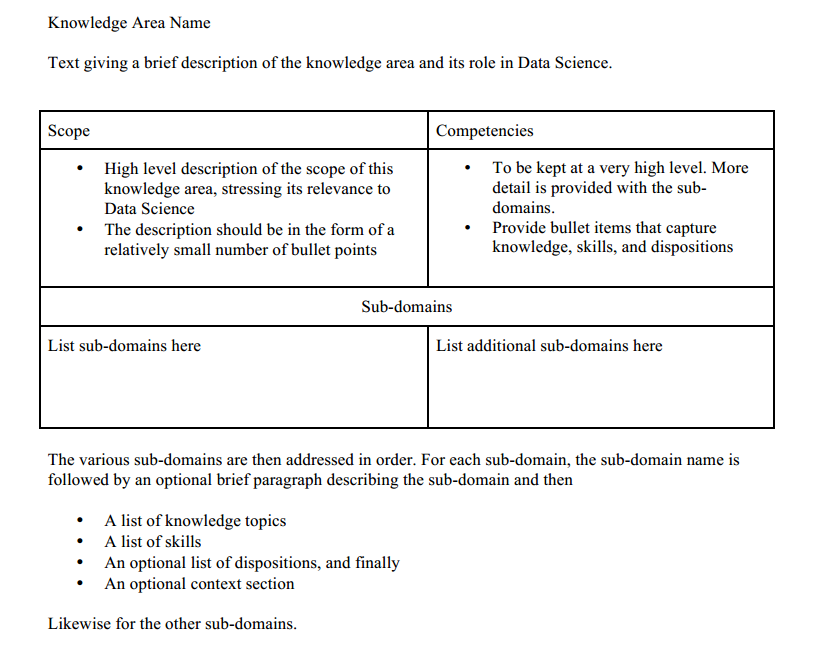 Knowledge Area Name
Text giving a brief description of the knowledge area and its role in Data Science.
Scope
Competencies
• High level description of the scope of this
knowledge area, stressing its relevance to
Data Science
• The description should be in the form of a
relatively small number of bullet points
• To be kept at a very high level. More
detail is provided with the sub-
domains.
• Provide bullet items that capture
knowledge, skills, and dispositions
Sub-domains
List sub-domains here
List additional sub-domains here
The various sub-domains are then addressed in order. For each sub-domain, the sub-domain name is
followed by an optional brief paragraph describing the sub-domain and then
• A list of knowledge topics
• A list of skills
• An optional list of dispositions, and finally
• An optional context section
Likewise for the other sub-domains.